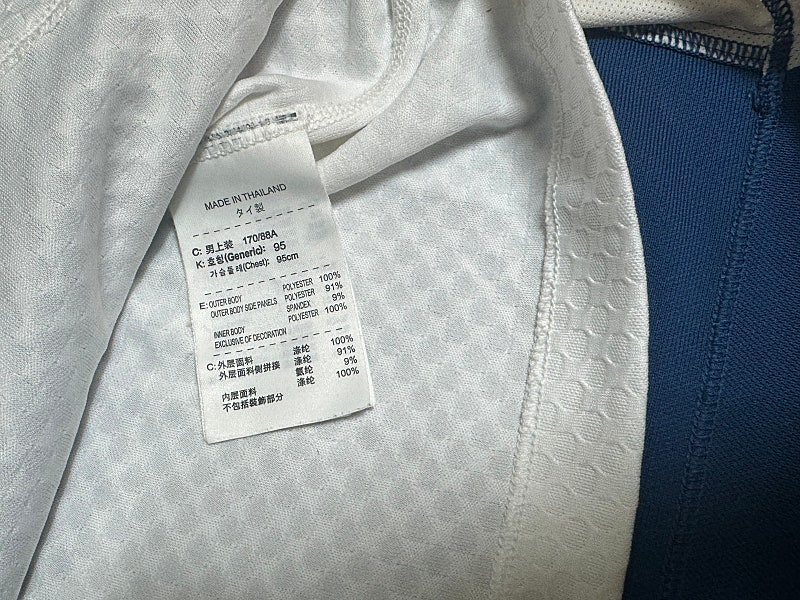 MADE IN THAILAND
タイ製
C: 男上装 170/88A
K: 호칭(Generic): 95
가슴둘레(Chest): 95cm
E: OUTER BODY POLYESTER 100%
OUTER BODY SIDE PANELS POLYESTER 91%
SPANDEX 9%
INNER BODY POLYESTER 100%
EXCLUSIVE OF DECORATION
C: 外层面料 涤纶 100%
外层面料侧拼接 涤纶 91%
氨纶 9%
内层面料 涤纶 100%
不包括装飾部分